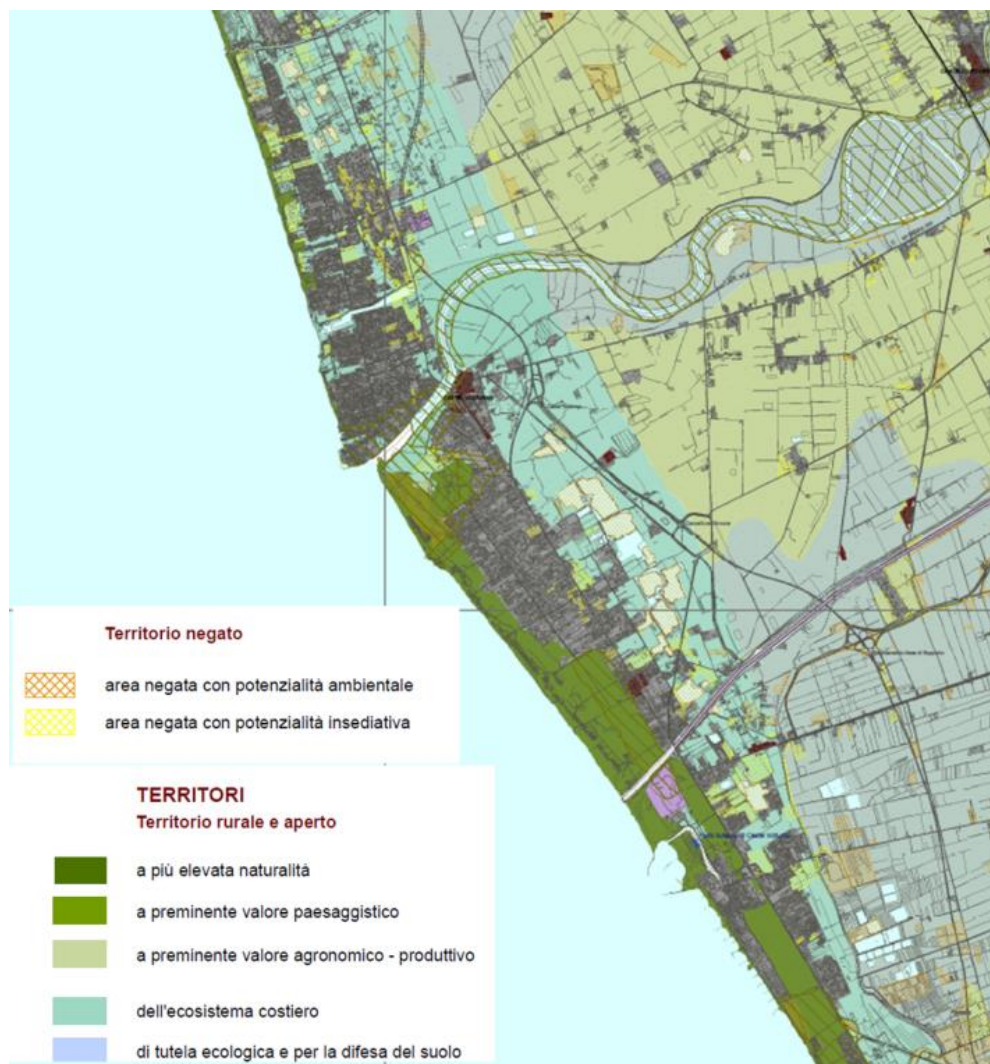 Territorio negato
area negata con potenzialità ambientale
area negata con potenzialità insediativa
TERRITORI
Territorio rurale e aperto
a più elevata naturalità
a preminente valore paesaggistico
a preminente valore agronomico - produttivo
dell'ecosistema costiero
di tutela ecologica e per la difesa del suolo